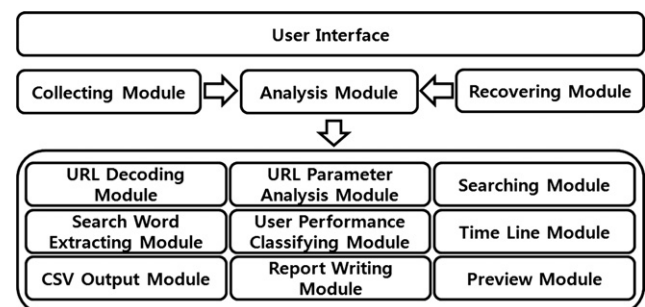 User Interface
Collecting Module
Analysis Module
Recovering Module
URL Decoding
Module
URL Parameter
Analysis Module
Searching Module
Search Word
Extracting Module
User Performance
Classifying Module
Time Line Module
CSV Output Module
Report Writing
Module
Preview Module